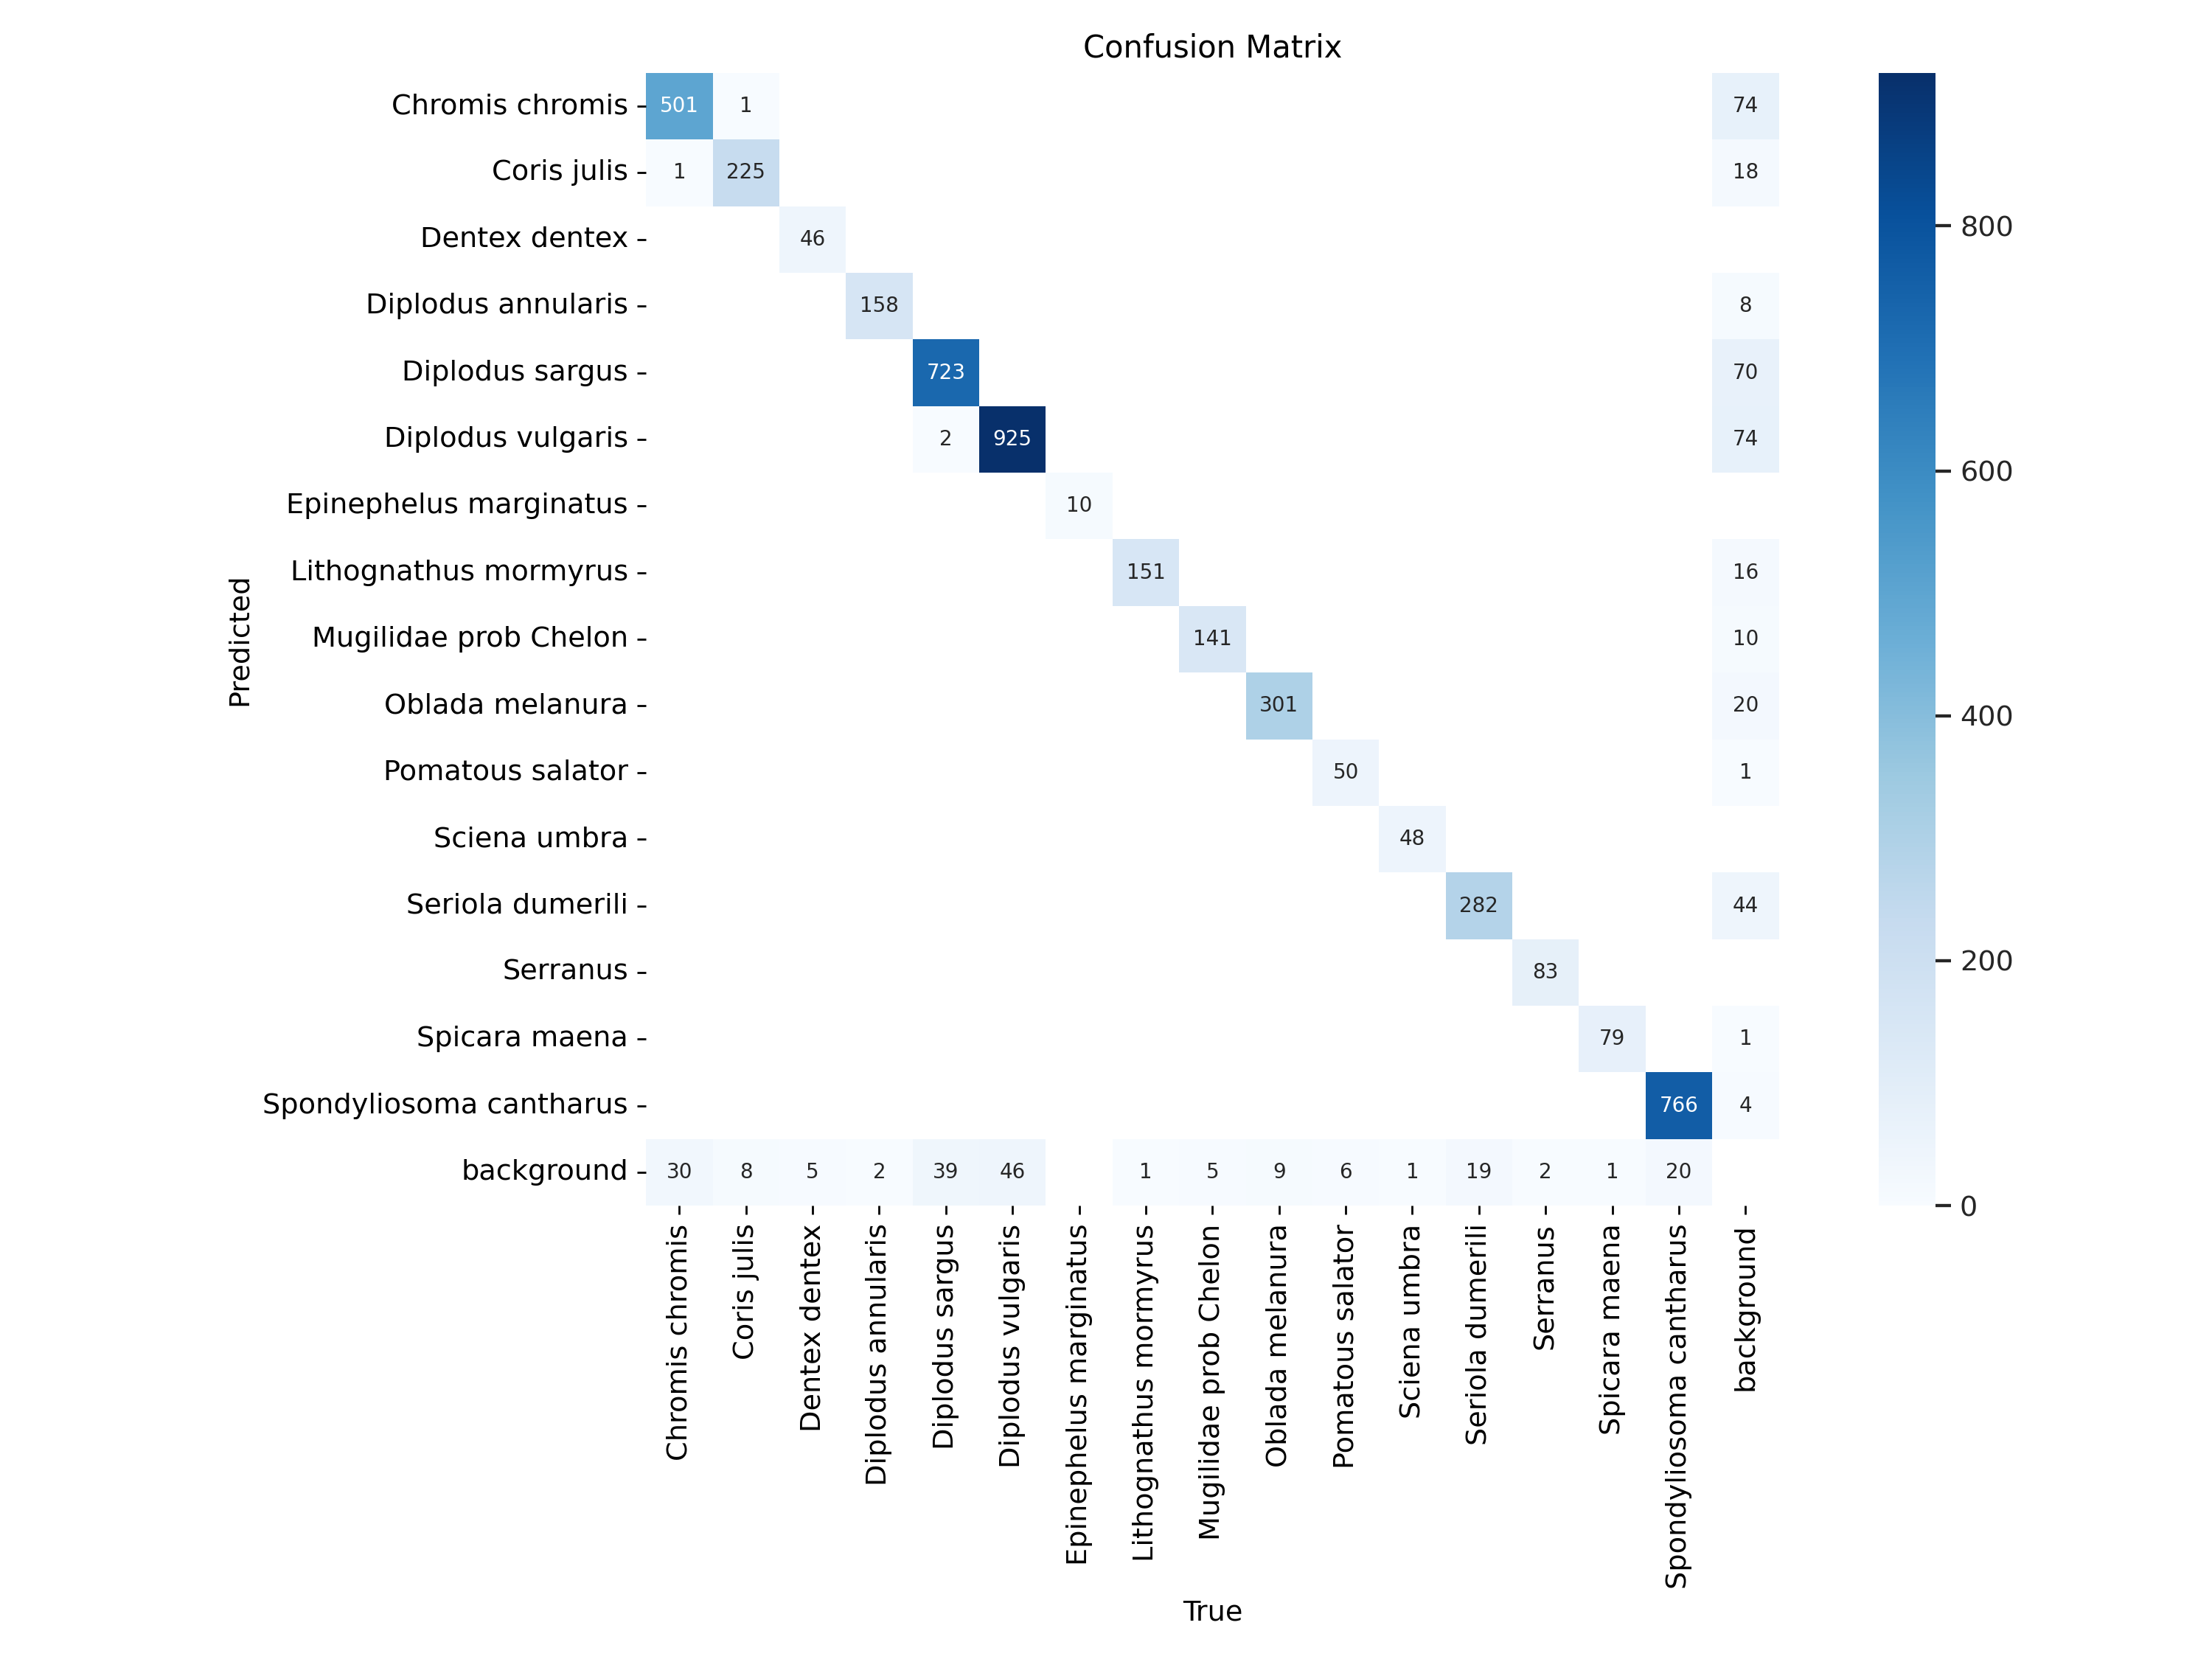 Confusion Matrix
Chromis chromis 501 1 74
Coris julis 1 225 18
Dentex dentex 46
Diplodus annularis 158 8
Diplodus sargus 723 70
Diplodus vulgaris 2 925 74
Epinephelus marginatus 10
Lithognathus mormyrus 151 16
Mugilidae prob Chelon 141 10
Oblada melanura 301 20
Pomatous salator 50 1
Sciena umbra 48
Seriola dumerili 282 44
Serranus 83
Spicara maena 79 1
Spondyliosoma cantharus 766 4
background 30 8 5 2 39 46 1 5 9 6 1 19 2 1 20
Predicted
Chromis chromis
Coris julis
Dentex dentex
Diplodus annularis
Diplodus sargus
Diplodus vulgaris
Epinephelus marginatus
Lithognathus mormyrus
Mugilidae prob Chelon
Oblada melanura
Pomatous salator
Sciena umbra
Seriola dumerili
Serranus
Spicara maena
Spondyliosoma cantharus
background
True
800
600
400
200
0